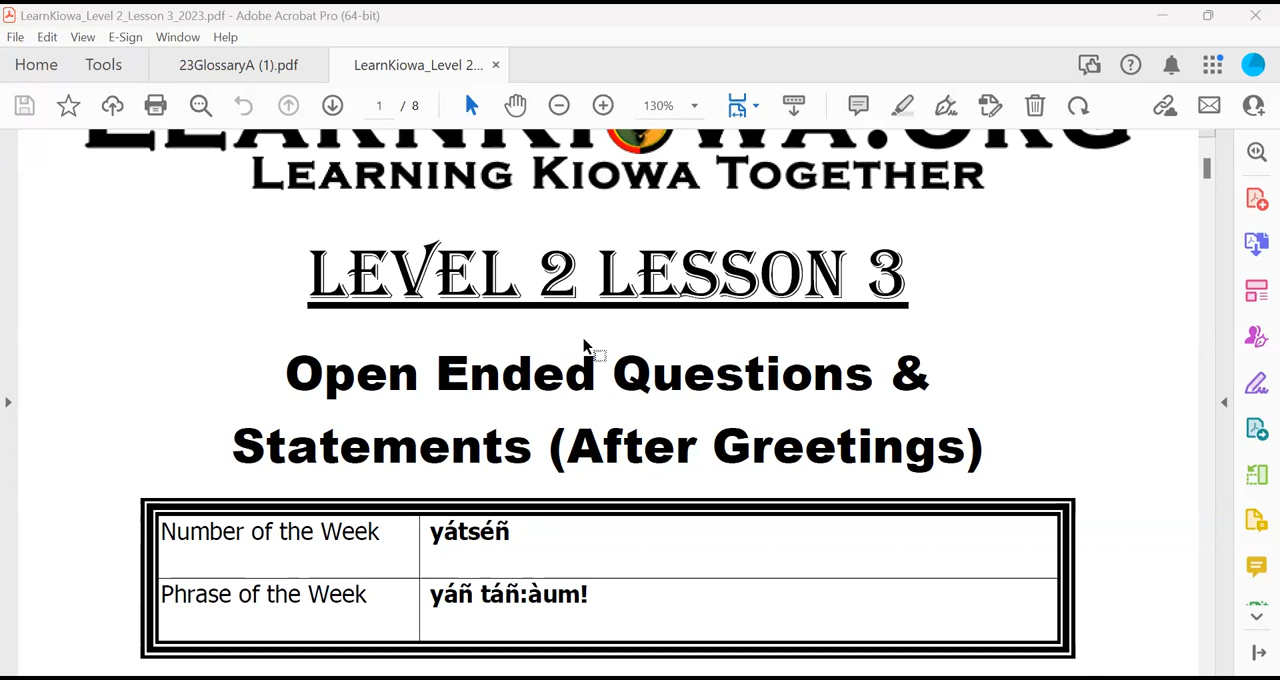 LearnKiowa_Level 2_Lesson 3_2023.pdf - Adobe Acrobat Pro (64-bit)
File Edit View E-Sign Window Help
Home Tools 23GlossaryA (1).pdf LearnKiowa_Level 2... ×
1 / 8 130%
LEARNKIOWA.ORG
LEARNING KIOWA TOGETHER
LEVEL 2 LESSON 3
Open Ended Questions &
Statements (After Greetings)
Number of the Week yátséñ
Phrase of the Week yáñ táñ:àum!